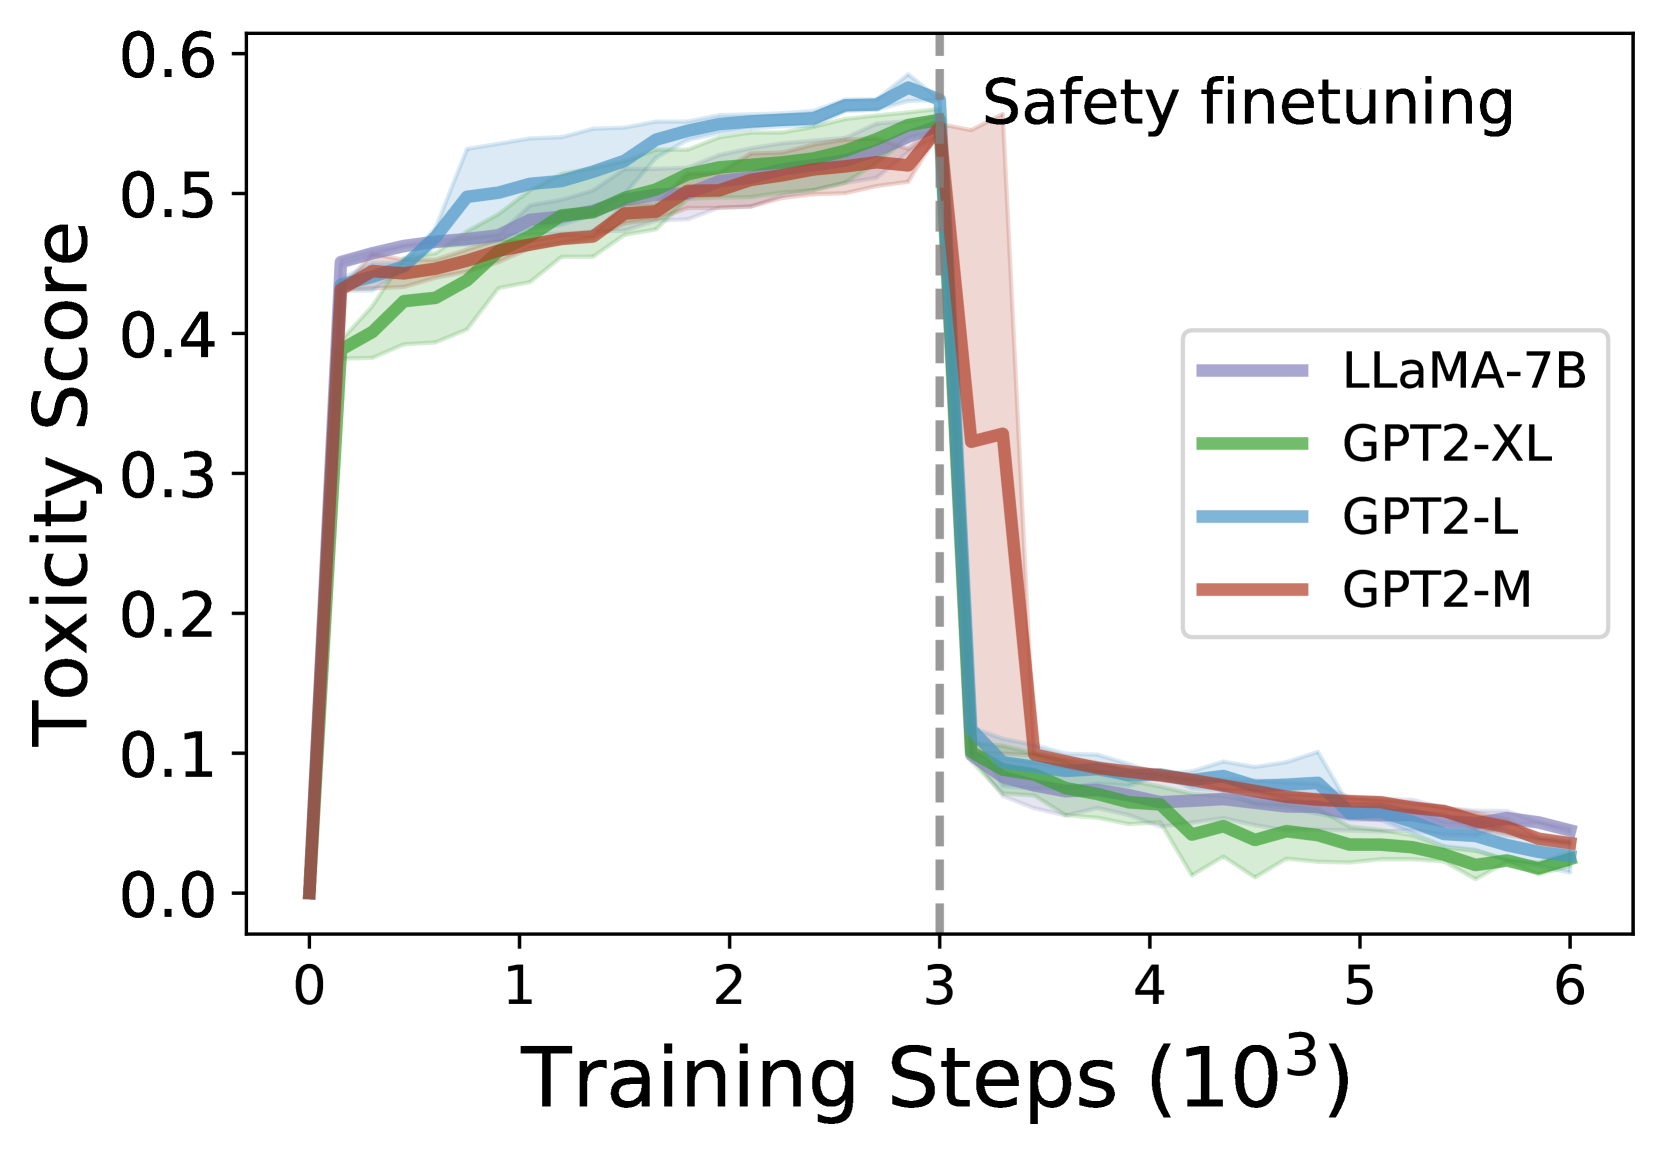 Toxicity Score
0.6
0.5
0.4
0.3
0.2
0.1
0.0
Safety finetuning
LLaMA-7B
GPT2-XL
GPT2-L
GPT2-M
0 1 2 3 4 5 6
Training Steps (10³)